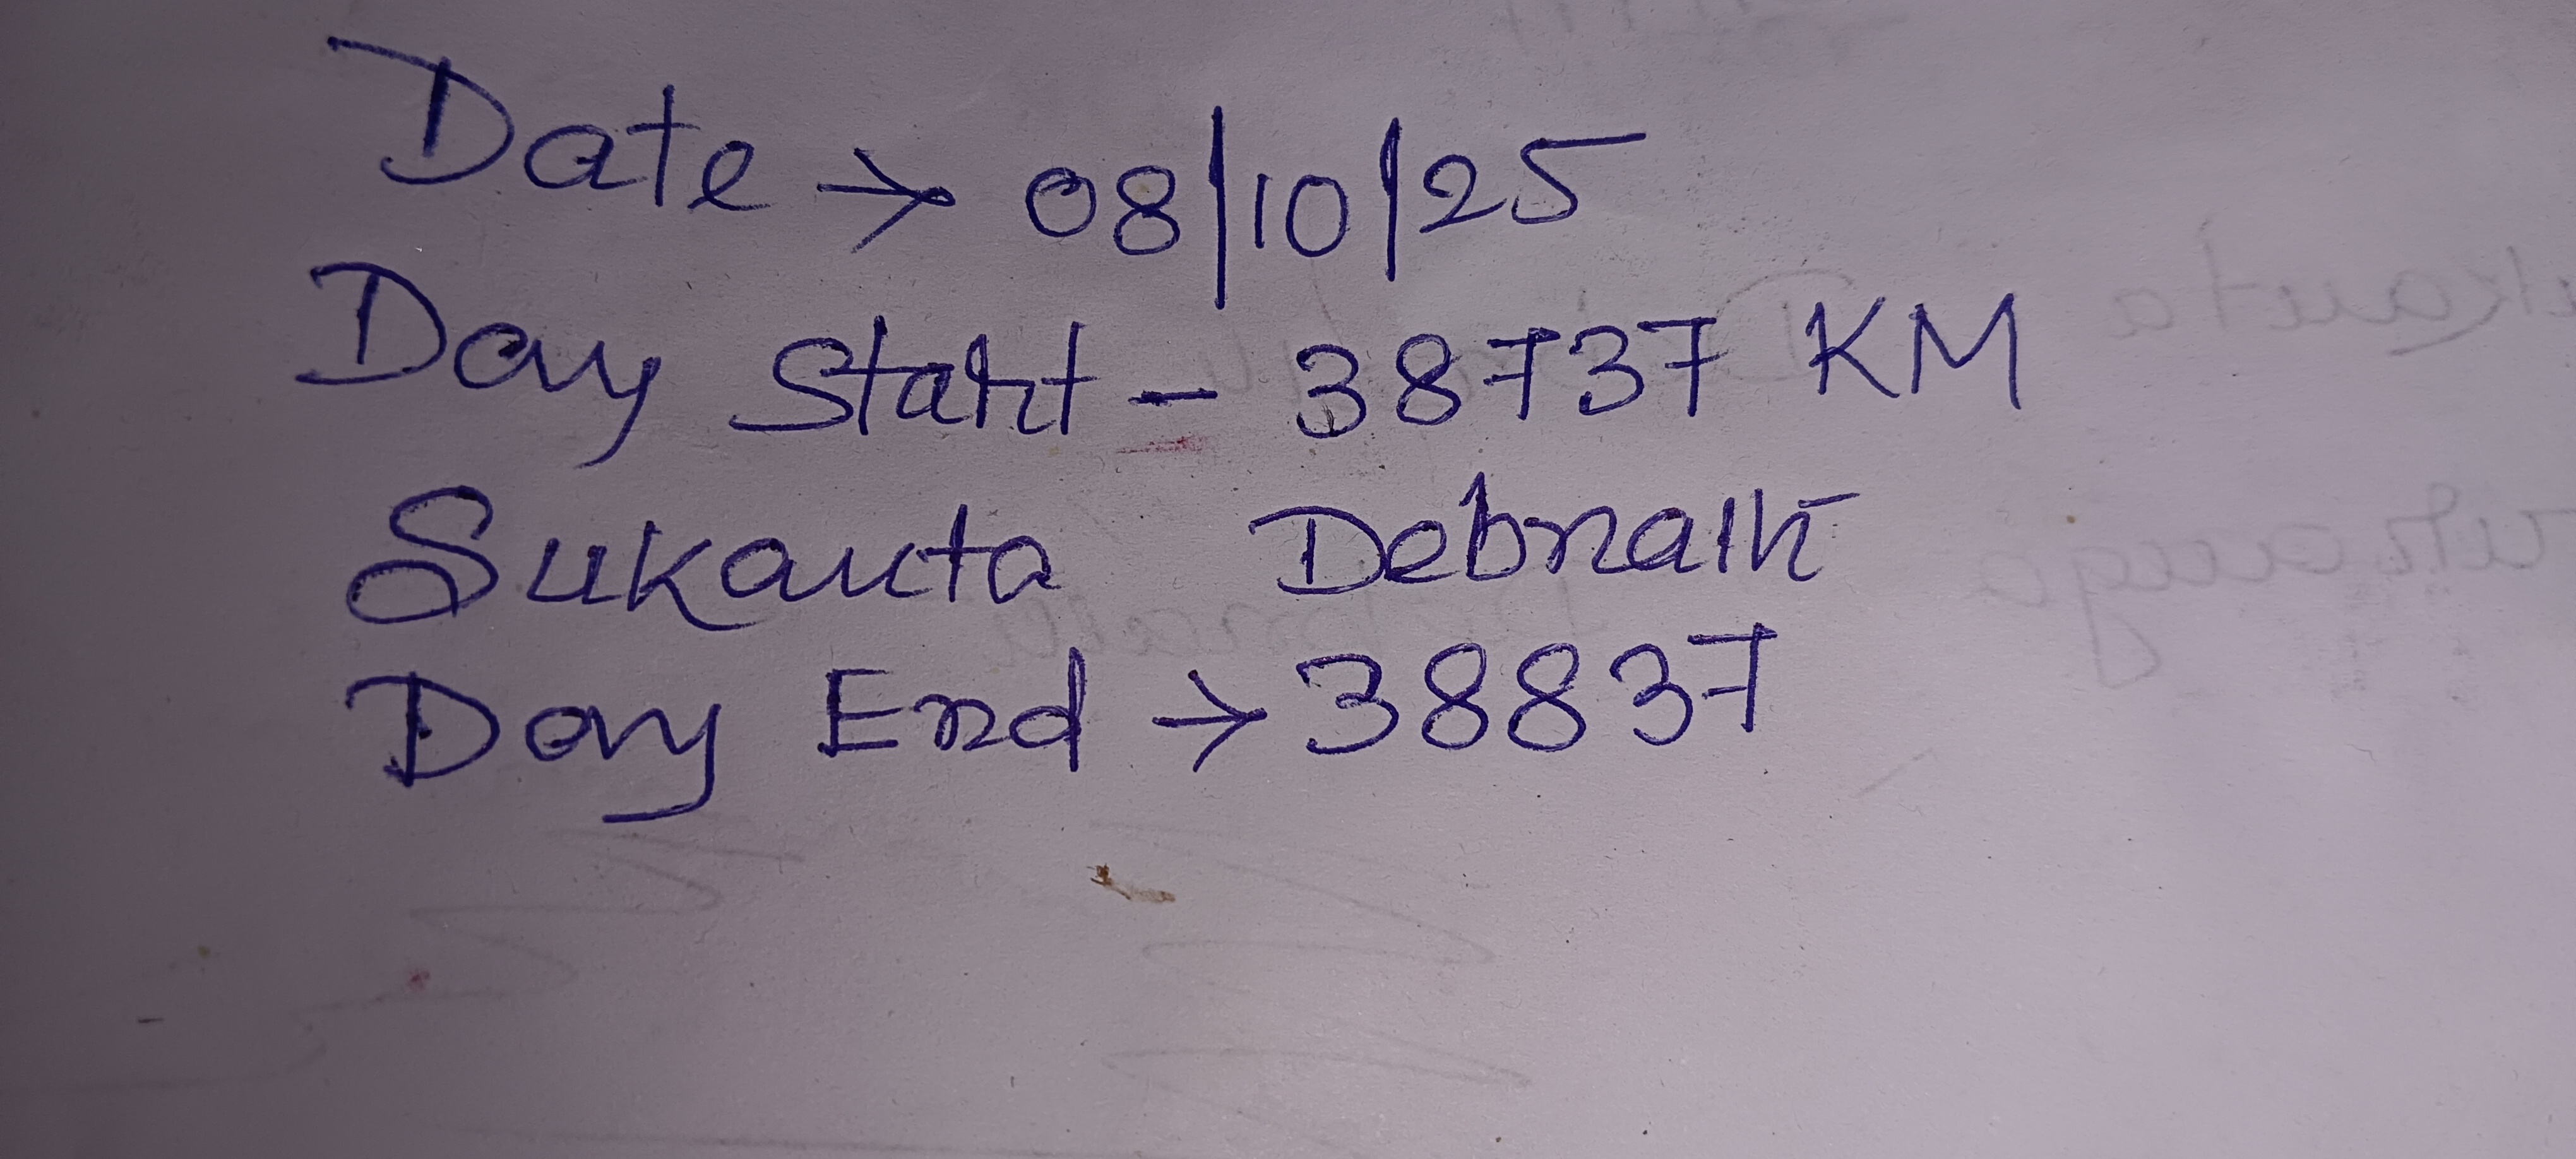 Date → 08/10/25
Day Start - 38737 KM
Sukanta Debnath
Day End → 38837